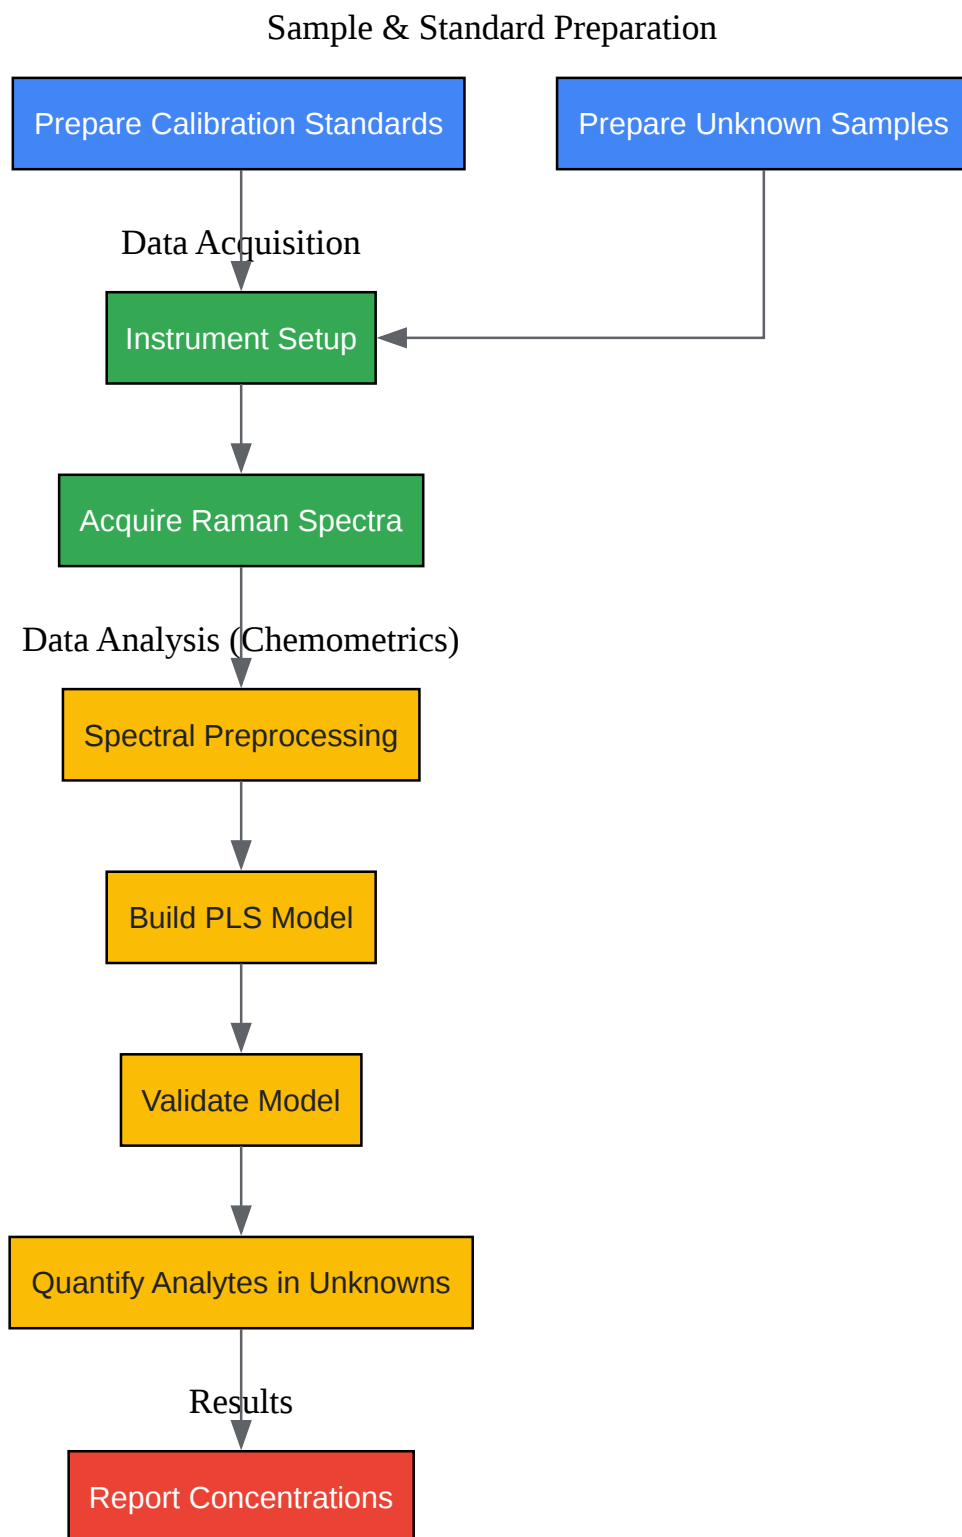 Sample & Standard Preparation
Prepare Calibration Standards
Prepare Unknown Samples
Data Acquisition
Instrument Setup
Acquire Raman Spectra
Data Analysis (Chemometrics)
Spectral Preprocessing
Build PLS Model
Validate Model
Quantify Analytes in Unknowns
Results
Report Concentrations